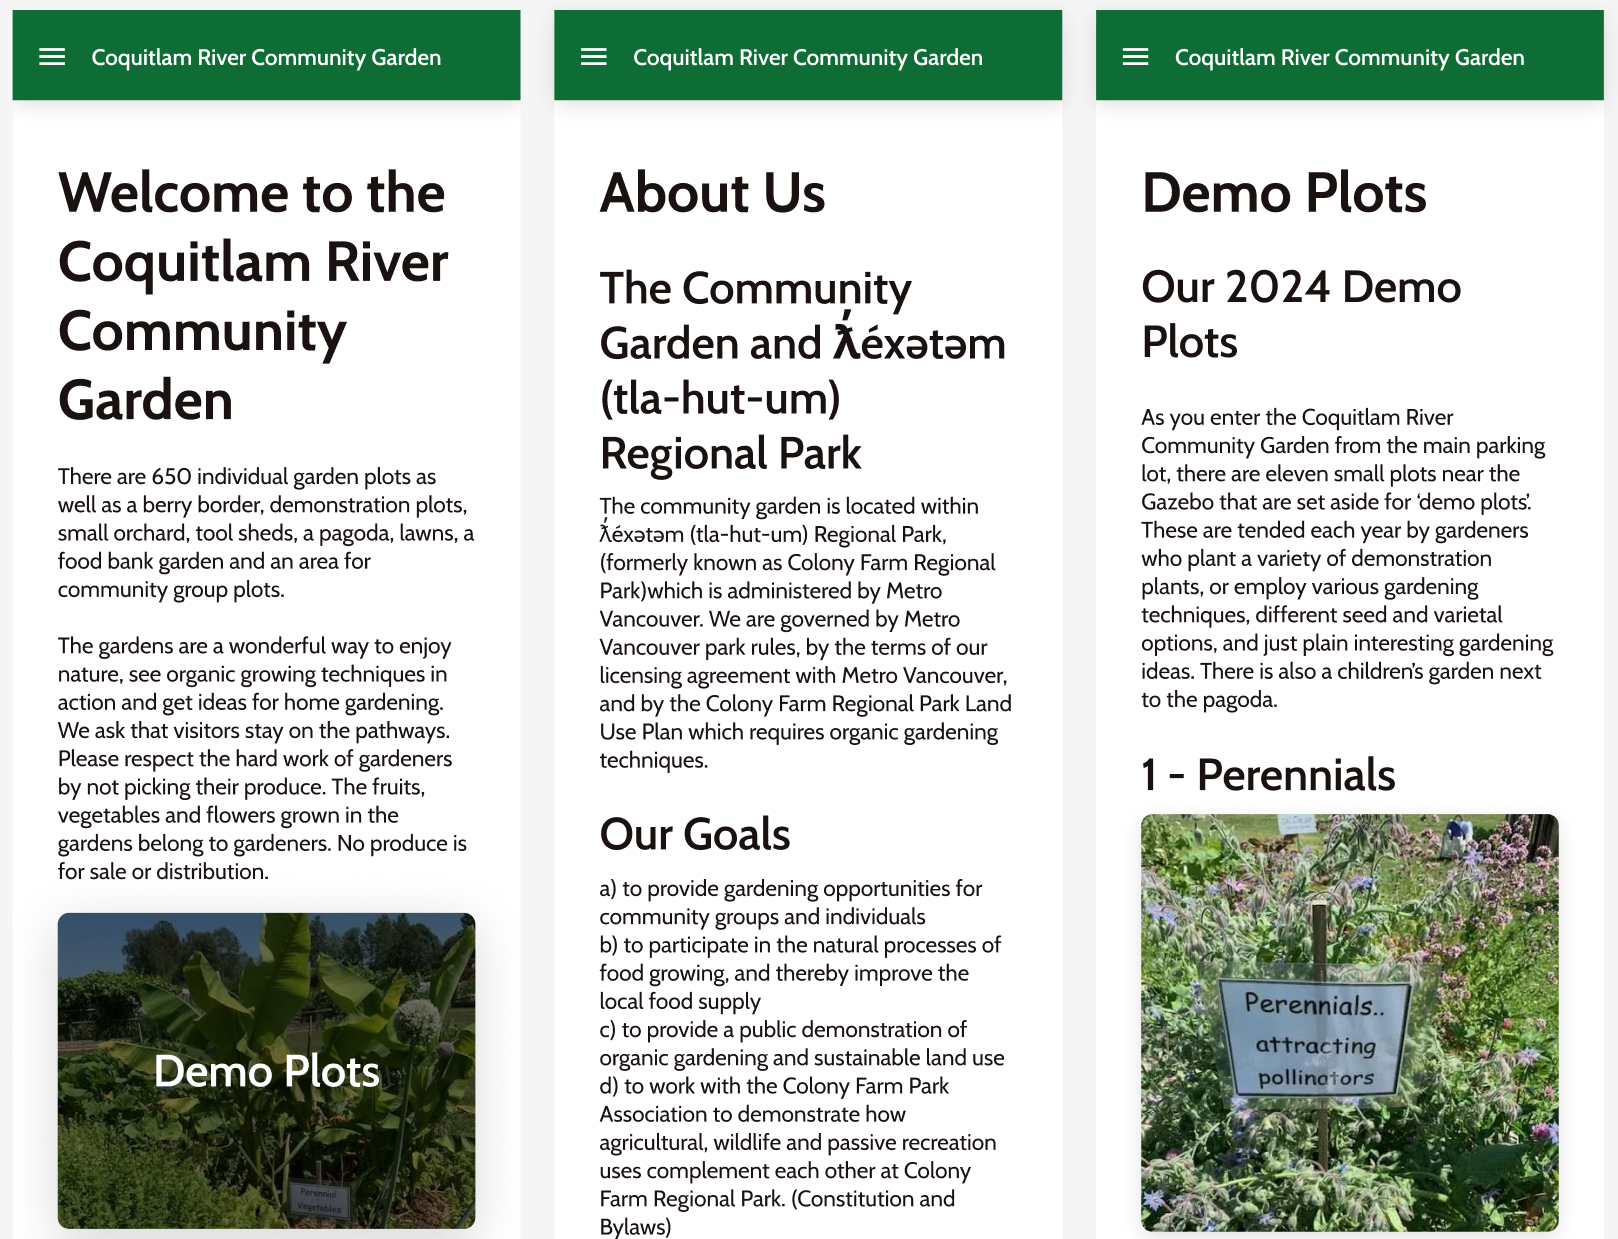 Coquitlam River Community Garden
Welcome to the
Coquitlam River
Community
Garden
There are 650 individual garden plots as
well as a berry border, demonstration plots,
small orchard, tool sheds, a pagoda, lawns, a
food bank garden and an area for
community group plots.
The gardens are a wonderful way to enjoy
nature, see organic growing techniques in
action and get ideas for home gardening.
We ask that visitors stay on the pathways.
Please respect the hard work of gardeners
by not picking their produce. The fruits,
vegetables and flowers grown in the
gardens belong to gardeners. No produce is
for sale or distribution.
Demo Plots
Perennial
Vegetables
Coquitlam River Community Garden
About Us
The Community
Garden and ƛ̓éxətəm
(tla-hut-um)
Regional Park
The community garden is located within
ƛ̓éxətəm (tla-hut-um) Regional Park,
(formerly known as Colony Farm Regional
Park)which is administered by Metro
Vancouver. We are governed by Metro
Vancouver park rules, by the terms of our
licensing agreement with Metro Vancouver,
and by the Colony Farm Regional Park Land
Use Plan which requires organic gardening
techniques.
Our Goals
a) to provide gardening opportunities for
community groups and individuals
b) to participate in the natural processes of
food growing, and thereby improve the
local food supply
c) to provide a public demonstration of
organic gardening and sustainable land use
d) to work with the Colony Farm Park
Association to demonstrate how
agricultural, wildlife and passive recreation
uses complement each other at Colony
Farm Regional Park. (Constitution and
Bylaws)
Coquitlam River Community Garden
Demo Plots
Our 2024 Demo
Plots
As you enter the Coquitlam River
Community Garden from the main parking
lot, there are eleven small plots near the
Gazebo that are set aside for ‘demo plots’.
These are tended each year by gardeners
who plant a variety of demonstration
plants, or employ various gardening
techniques, different seed and varietal
options, and just plain interesting gardening
ideas. There is also a children’s garden next
to the pagoda.
1 - Perennials
Perennials..
attracting
pollinators